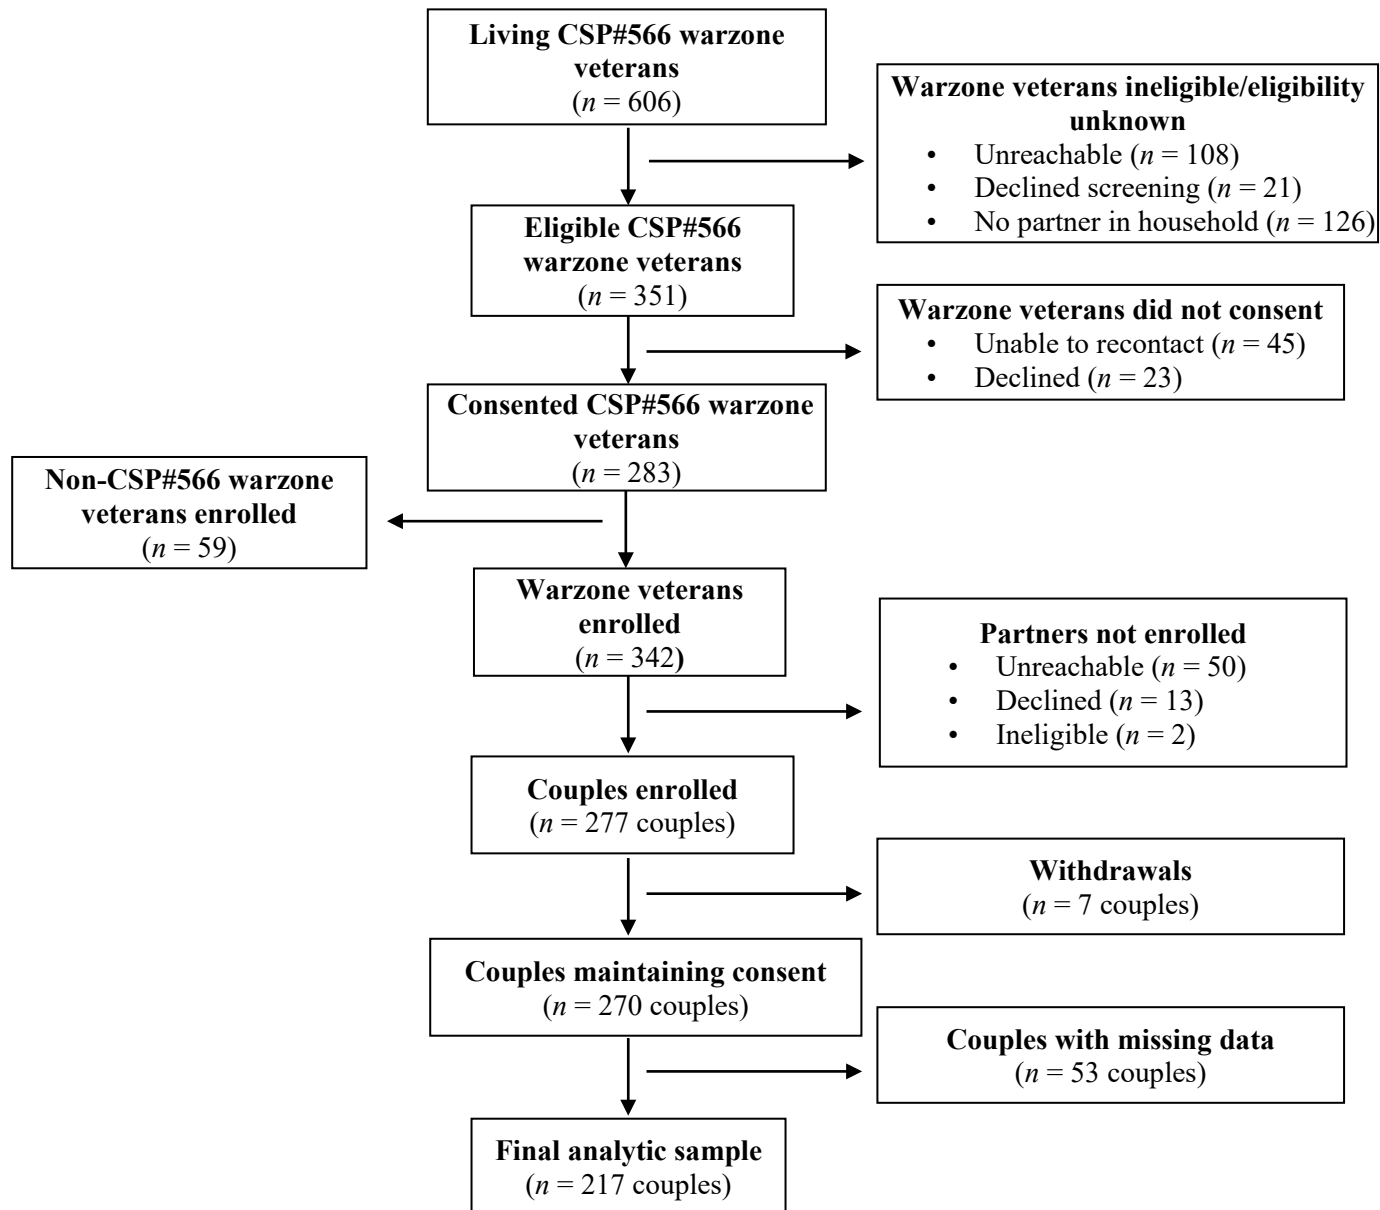 Living CSP#566 warzone
veterans
(n = 606)
Warzone veterans ineligible/eligibility
unknown
• Unreachable (n = 108)
• Declined screening (n = 21)
• No partner in household (n = 126)
Eligible CSP#566
warzone veterans
(n = 351)
Warzone veterans did not consent
• Unable to recontact (n = 45)
• Declined (n = 23)
Consented CSP#566 warzone
veterans
(n = 283)
Non-CSP#566 warzone
veterans enrolled
(n = 59)
Warzone veterans
enrolled
(n = 342)
Partners not enrolled
• Unreachable (n = 50)
• Declined (n = 13)
• Ineligible (n = 2)
Couples enrolled
(n = 277 couples)
Withdrawals
(n = 7 couples)
Couples maintaining consent
(n = 270 couples)
Couples with missing data
(n = 53 couples)
Final analytic sample
(n = 217 couples)